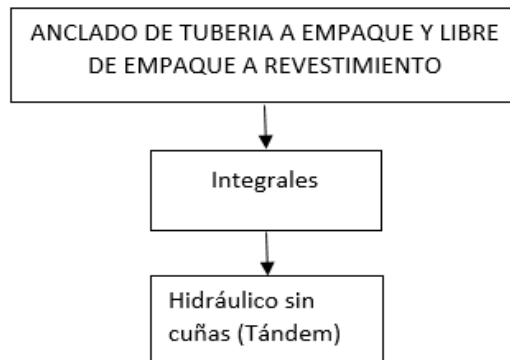 ANCLADO DE TUBERIA A EMPAQUE Y LIBRE
DE EMPAQUE A REVESTIMIENTO
Integrales
Hidráulico sin
cuñas (Tándem)